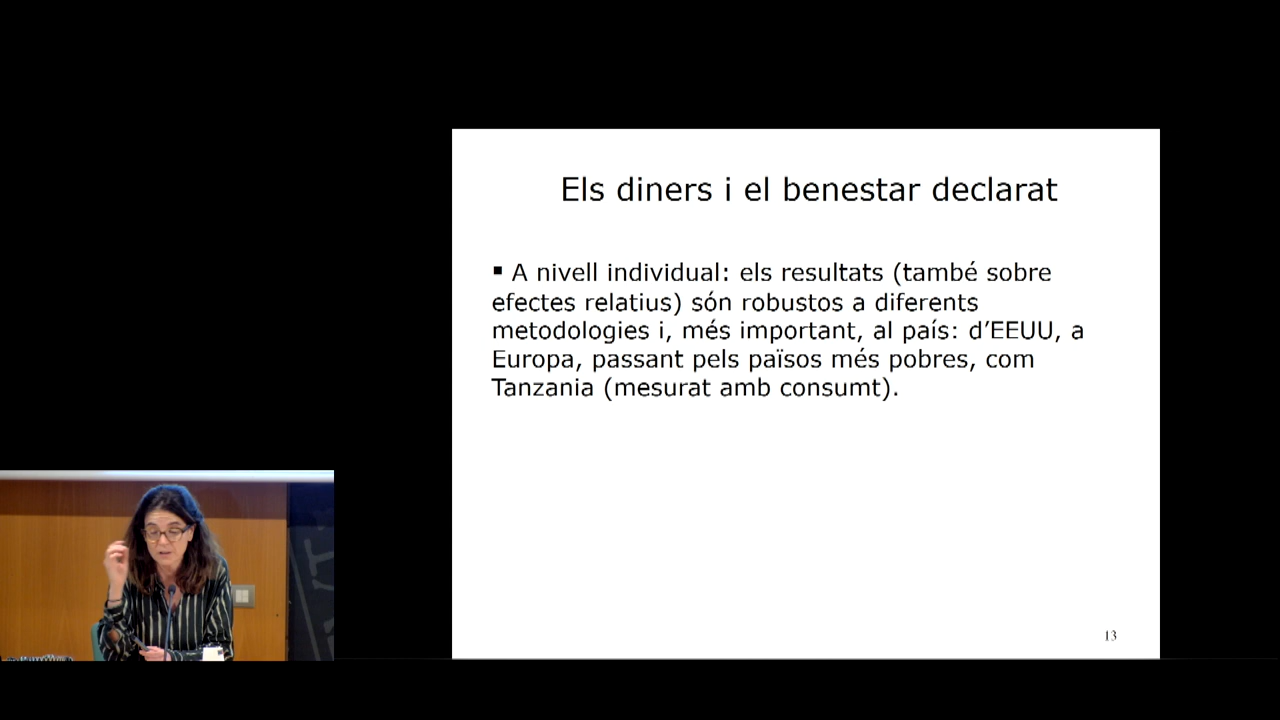 Els diners i el benestar declarat
▪ A nivell individual: els resultats (també sobre
efectes relatius) són robustos a diferents
metodologies i, més important, al país: d’EEUU, a
Europa, passant pels països més pobres, com
Tanzania (mesurat amb consumt).
13